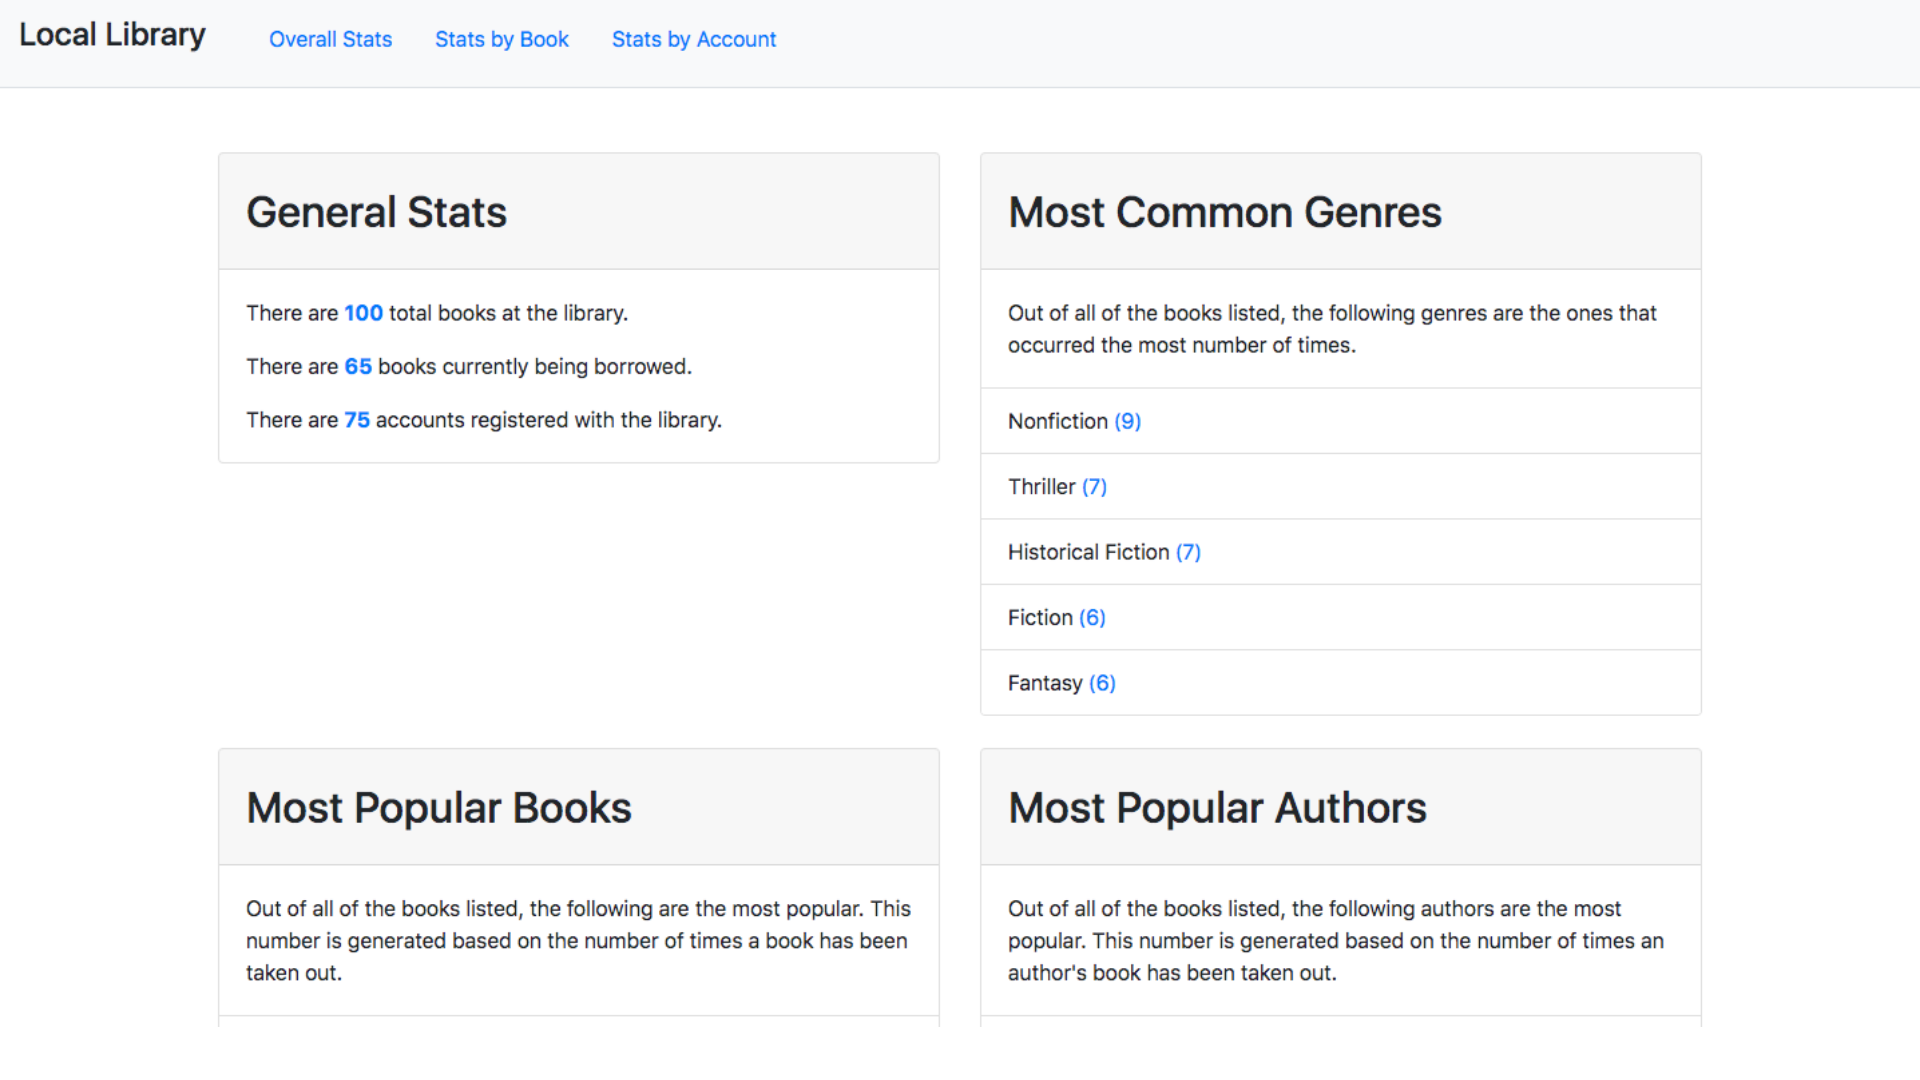 Local Library
Overall Stats
Stats by Book
Stats by Account
General Stats
There are 100 total books at the library.
There are 65 books currently being borrowed.
There are 75 accounts registered with the library.
Most Common Genres
Out of all of the books listed, the following genres are the ones that
occurred the most number of times.
Nonfiction (9)
Thriller (7)
Historical Fiction (7)
Fiction (6)
Fantasy (6)
Most Popular Books
Out of all of the books listed, the following are the most popular. This
number is generated based on the number of times a book has been
taken out.
Most Popular Authors
Out of all of the books listed, the following authors are the most
popular. This number is generated based on the number of times an
author's book has been taken out.